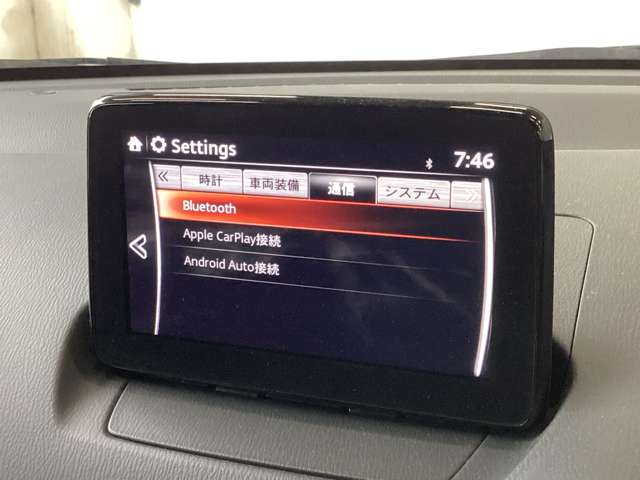 Settings
7:46
« 時計 車両装備 通信 システム »
Bluetooth
Apple CarPlay接続
Android Auto接続